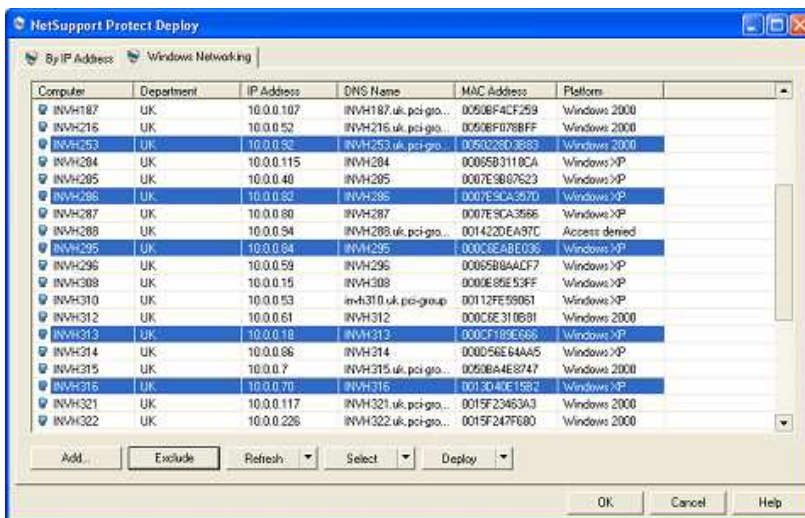 NetSupport Protect Deploy
By IP Address Windows Networking
Computer Department IP Address DNS Name MAC Address Platform
INVH187 UK 10.0.0.107 INVH187.uk.pci-gro... 00508F4CF259 Windows 2000
INVH216 UK 10.0.0.52 INVH216.uk.pci-gro... 00508F078BFF Windows 2000
INVH253 UK 10.0.0.92 INVH253.uk.pci-gro... 0050228D3B83 Windows 2000
INVH284 UK 10.0.0.115 INVH284 00065B3118CA Windows XP
INVH285 UK 10.0.0.40 INVH285 0007E9B87623 Windows XP
INVH286 UK 10.0.0.82 INVH286 0007E9CA357D Windows XP
INVH287 UK 10.0.0.80 INVH287 0007E9CA3566 Windows XP
INVH288 UK 10.0.0.94 INVH288.uk.pci-gro... 001422DEA97C Access denied
INVH295 UK 10.0.0.84 INVH295 000C6EABE036 Windows XP
INVH296 UK 10.0.0.59 INVH296 00065B8AACF7 Windows XP
INVH308 UK 10.0.0.15 INVH308 0000E85E53FF Windows XP
INVH310 UK 10.0.0.53 invh310.uk.pci-group 00112FE59061 Windows XP
INVH312 UK 10.0.0.61 INVH312 000C6E310B81 Windows 2000
INVH313 UK 10.0.0.18 INVH313 000CF189E666 Windows XP
INVH314 UK 10.0.0.86 INVH314 000D56E64AA5 Windows XP
INVH315 UK 10.0.0.7 INVH315.uk.pci-gro... 00508A4E8747 Windows 2000
INVH316 UK 10.0.0.70 INVH316 0013D40E15B2 Windows XP
INVH321 UK 10.0.0.117 INVH321.uk.pci-gro... 0015F23463A3 Windows 2000
INVH322 UK 10.0.0.226 INVH322.uk.pci-gro... 0015F247F680 Windows 2000
Add... Exclude Refresh Select Deploy
OK Cancel Help